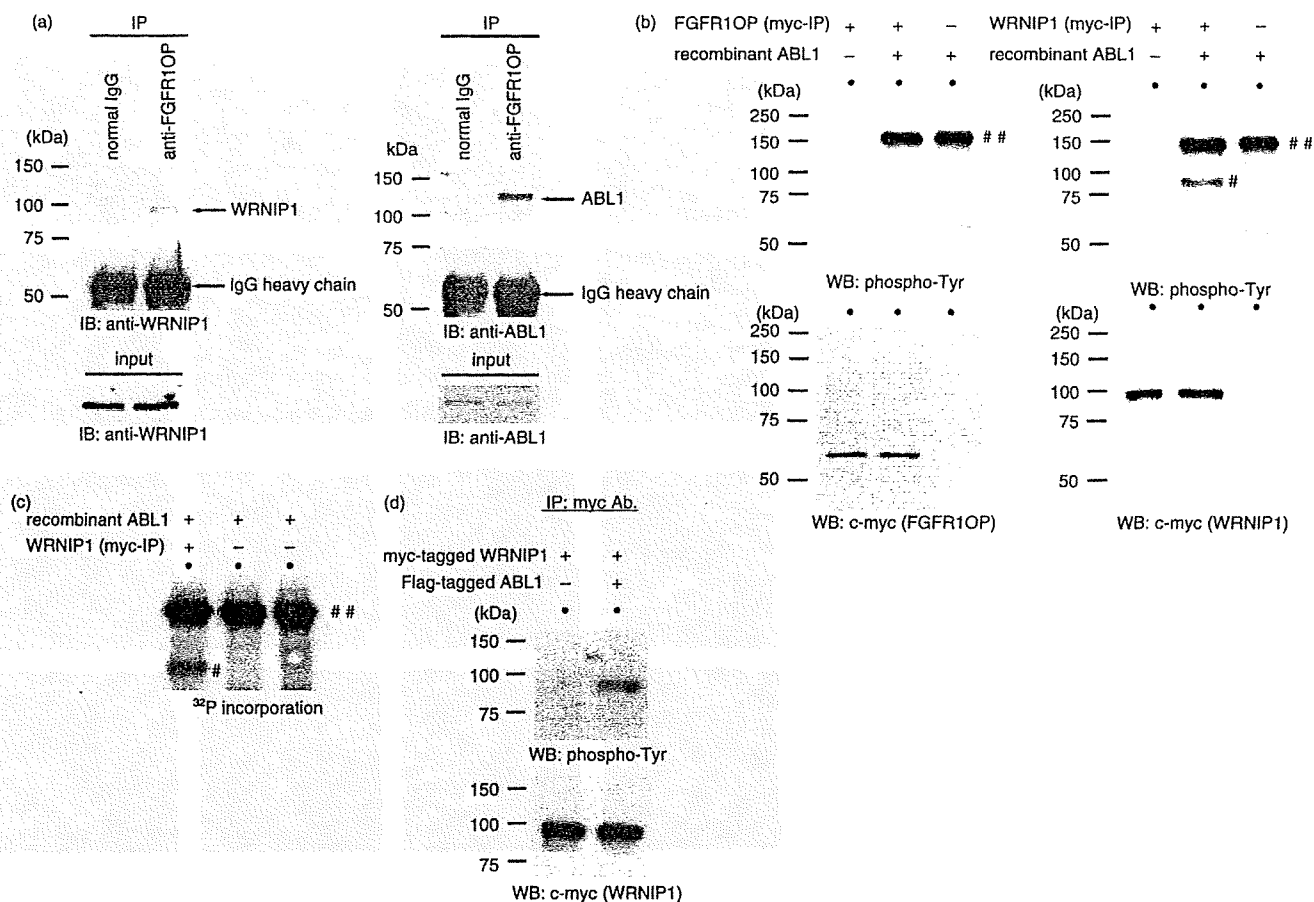 (a)
IP
normal IgG
anti-FGFR1OP
(kDa)
150
100
75
50
WRNIP1
IgG heavy chain
IB: anti-WRNIP1
input
IB: anti-WRNIP1
IP
normal IgG
anti-FGFR1OP
kDa
150
100
75
50
ABL1
IgG heavy chain
IB: anti-ABL1
input
IB: anti-ABL1
(b)
FGFR1OP (myc-IP) + + −
recombinant ABL1 − + +
(kDa)
250
150
100
75
50
# #
WB: phospho-Tyr
(kDa)
250
150
100
75
50
WB: c-myc (FGFR1OP)
WRNIP1 (myc-IP) + + −
recombinant ABL1 − + +
(kDa)
250
150
100
75
50
# #
#
WB: phospho-Tyr
(kDa)
250
150
100
75
50
WB: c-myc (WRNIP1)
(c)
recombinant ABL1 + + +
WRNIP1 (myc-IP) + − −
# #
#
³²P incorporation
(d)
IP: myc Ab.
myc-tagged WRNIP1 + +
Flag-tagged ABL1 − +
(kDa)
150
100
75
WB: phospho-Tyr
150
100
75
WB: c-myc (WRNIP1)